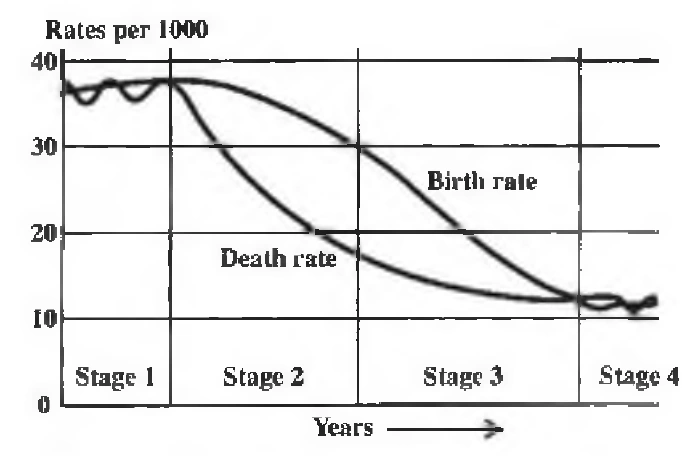 Rates per 1000
40
30
Birth rate
20
Death rate
10
Stage 1 Stage 2 Stage 3 Stage 4
0
Years